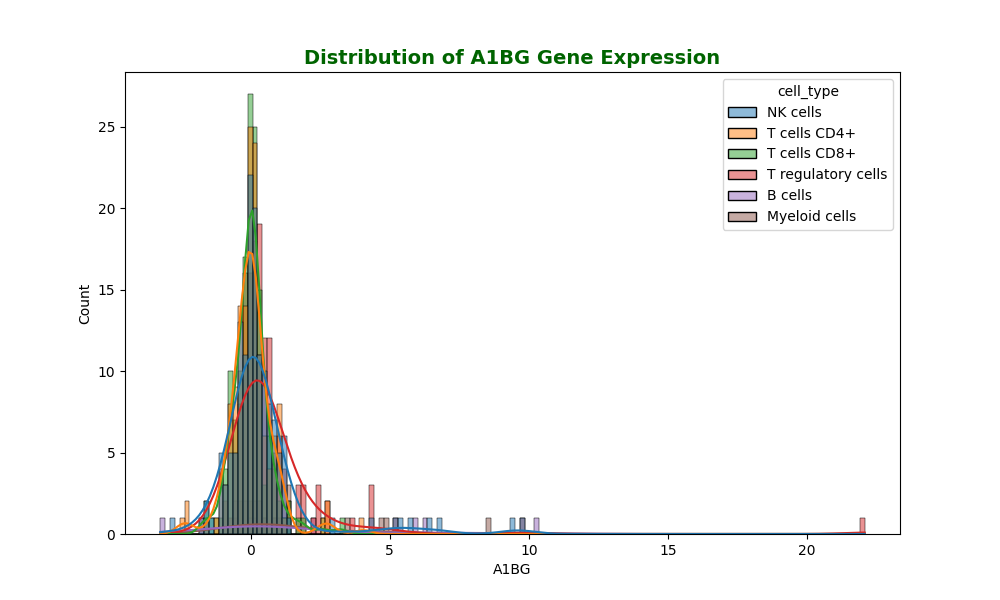 Distribution of A1BG Gene Expression
cell_type
NK cells
T cells CD4+
T cells CD8+
T regulatory cells
B cells
Myeloid cells
Count
25
20
15
10
5
0
0 5 10 15 20
A1BG